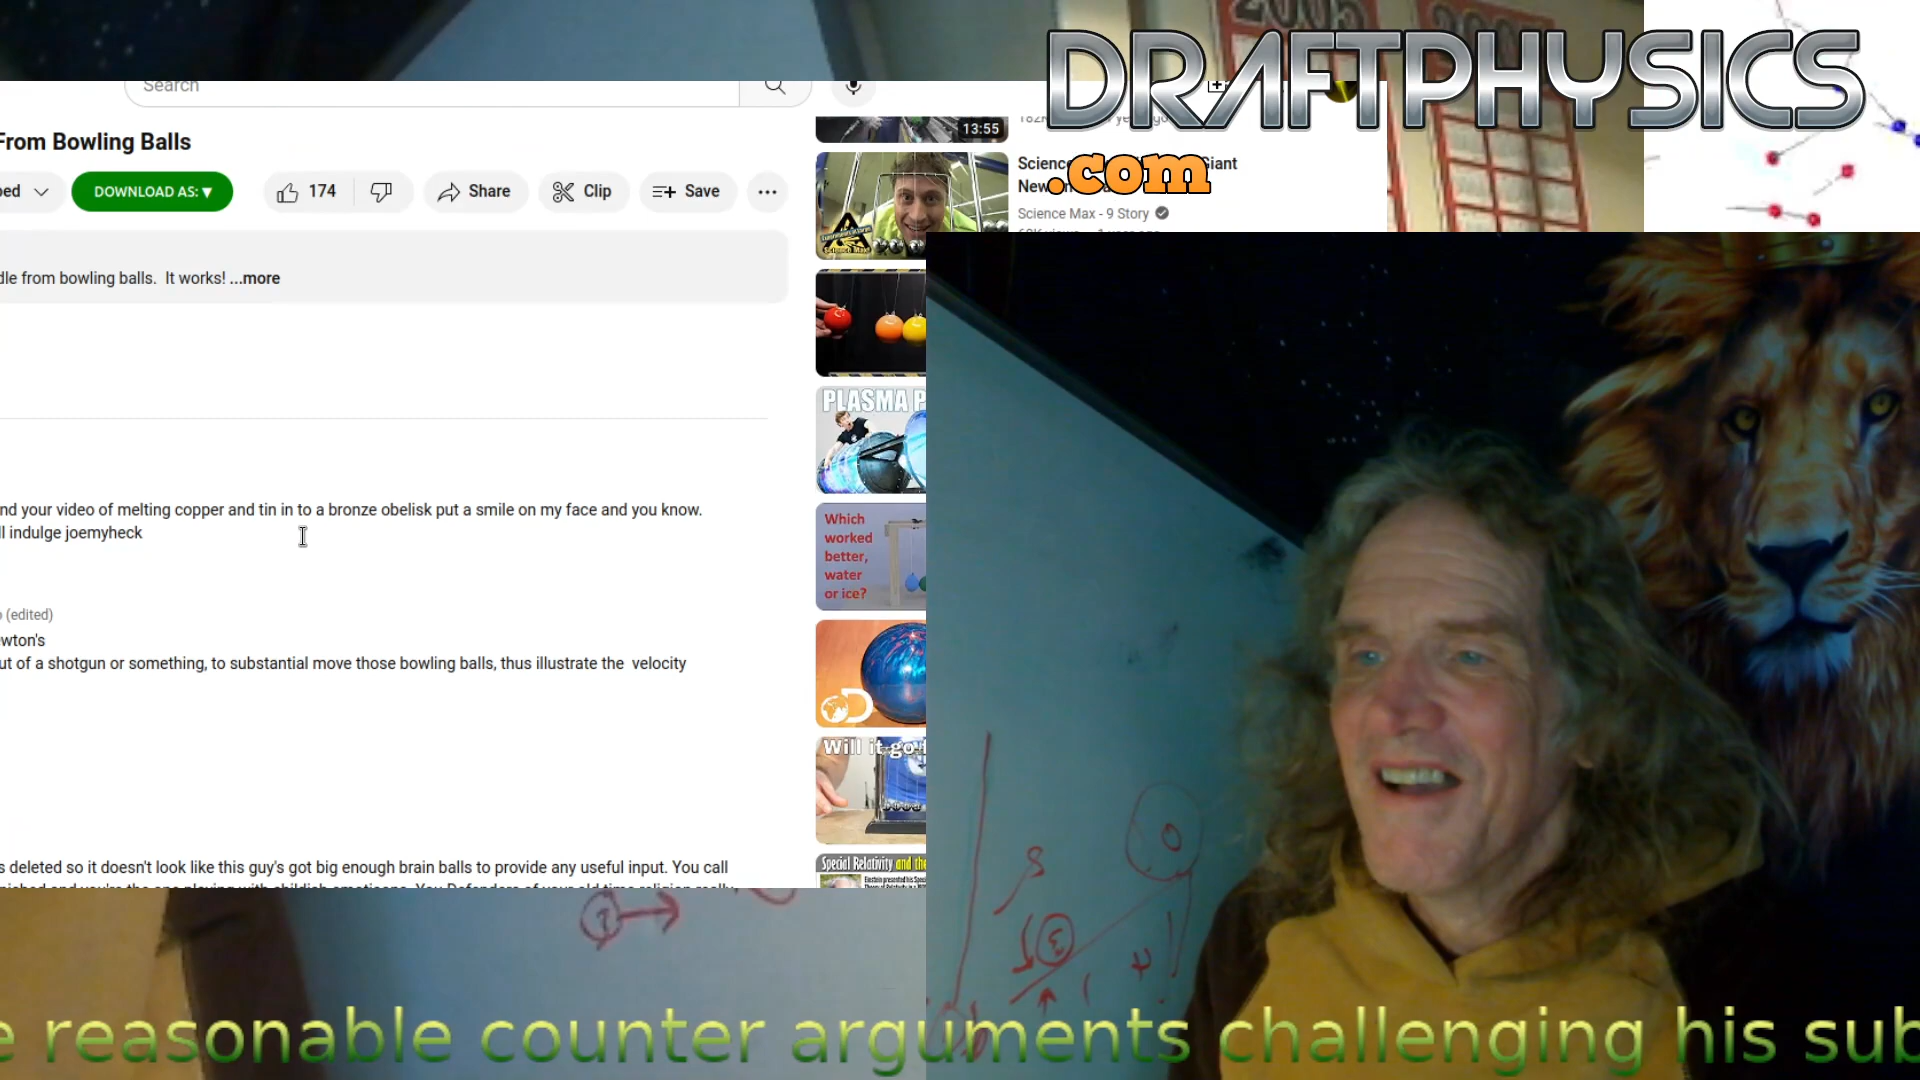 2005
DRAFTPHYSICS
.com
Search
13:55
From Bowling Balls
DOWNLOAD AS: ▼
174
Share
Clip
Save
...
Science
Giant
Science Max - 9 Story
dle from bowling balls.  It works! ...more
PLASMA P
nd your video of melting copper and tin in to a bronze obelisk put a smile on my face and you know.
ll indulge joemyheck
Which
worked
better,
water
or ice?
(edited)
wton's
ut of a shotgun or something, to substantial move those bowling balls, thus illustrate the  velocity
Will it go
s deleted so it doesn't look like this guy's got big enough brain balls to provide any useful input. You call
Special Relativity and the
e reasonable counter arguments challenging his sub